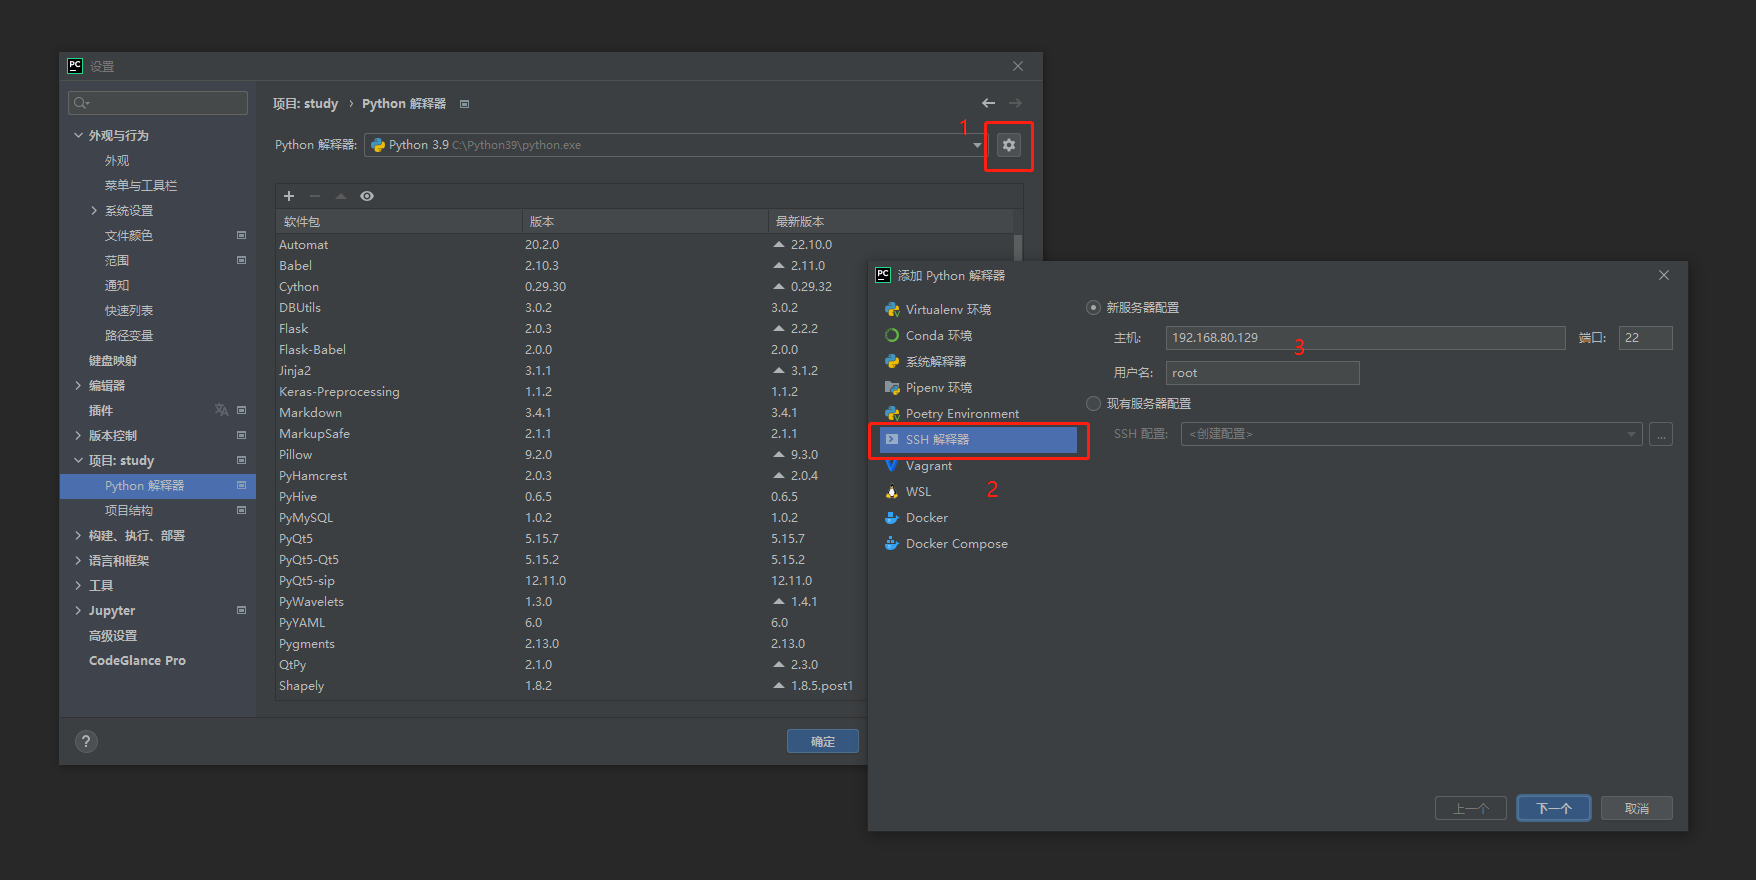 PC 设置
项目: study › Python 解释器
1
Python 解释器: Python 3.9 C:\Python39\python.exe
外观与行为
外观
菜单与工具栏
系统设置
文件颜色
范围
通知
快速列表
路径变量
键盘映射
编辑器
插件
版本控制
项目: study
Python 解释器
项目结构
构建、执行、部署
语言和框架
工具
Jupyter
高级设置
CodeGlance Pro
软件包 版本 最新版本
Automat 20.2.0 22.10.0
Babel 2.10.3 2.11.0
Cython 0.29.30 0.29.32
DBUtils 3.0.2 3.0.2
Flask 2.0.3 2.2.2
Flask-Babel 2.0.0 2.0.0
Jinja2 3.1.1 3.1.2
Keras-Preprocessing 1.1.2 1.1.2
Markdown 3.4.1 3.4.1
MarkupSafe 2.1.1 2.1.1
Pillow 9.2.0 9.3.0
PyHamcrest 2.0.3 2.0.4
PyHive 0.6.5 0.6.5
PyMySQL 1.0.2 1.0.2
PyQt5 5.15.7 5.15.7
PyQt5-Qt5 5.15.2 5.15.2
PyQt5-sip 12.11.0 12.11.0
PyWavelets 1.3.0 1.4.1
PyYAML 6.0 6.0
Pygments 2.13.0 2.13.0
QtPy 2.1.0 2.3.0
Shapely 1.8.2 1.8.5.post1
?
确定
PC 添加 Python 解释器
Virtualenv 环境
Conda 环境
系统解释器
Pipenv 环境
Poetry Environment
SSH 解释器
Vagrant
WSL
2
Docker
Docker Compose
新服务器配置
主机: 192.168.80.129 端口: 22
3
用户名: root
现有服务器配置
SSH 配置: <创建配置> ...
上一个 下一个 取消